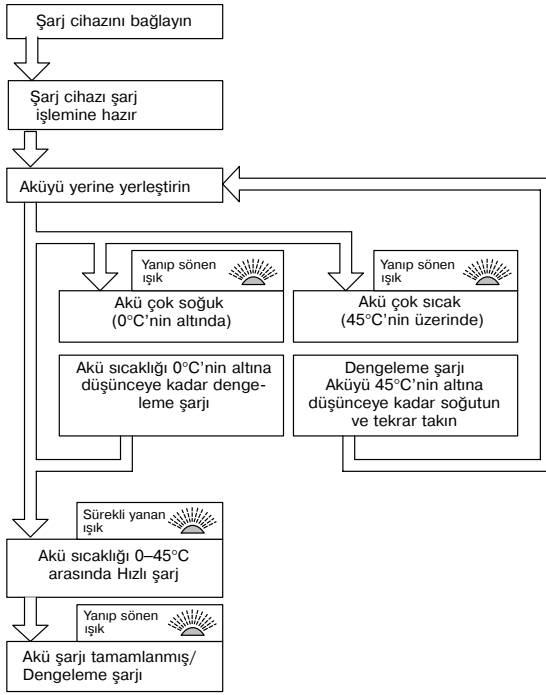 Şarj cihazını bağlayın
Şarj cihazı şarj
işlemine hazır
Aküyü yerine yerleştirin
Yanıp sönen
ışık
Akü çok soğuk
(0°C'nin altında)
Yanıp sönen
ışık
Akü çok sıcak
(45°C'nin üzerinde)
Akü sıcaklığı 0°C'nin altına
düşünceye kadar denge-
leme şarjı
Dengeleme şarjı
Aküyü 45°C'nin altına
düşünceye kadar soğutun
ve tekrar takın
Sürekli yanan
ışık
Akü sıcaklığı 0–45°C
arasında Hızlı şarj
Yanıp sönen
ışık
Akü şarjı tamamlanmış/
Dengeleme şarjı